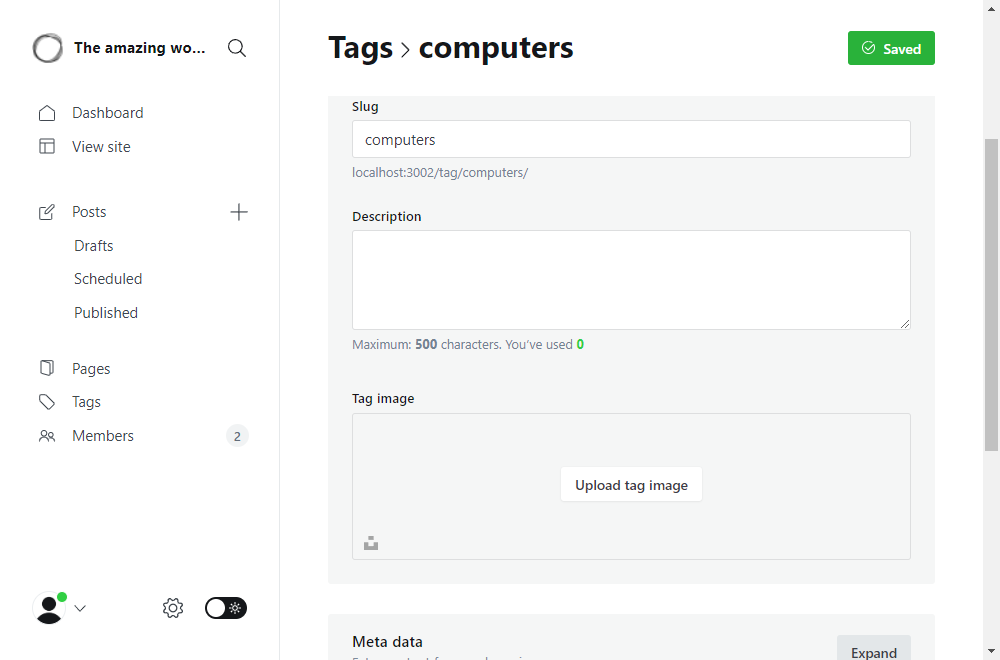 The amazing wo...
Dashboard
View site
Posts
Drafts
Scheduled
Published
Pages
Tags
Members
2
Tags
computers
Saved
Slug
computers
localhost:3002/tag/computers/
Description
Maximum: 500 characters. You've used 0
Tag image
Upload tag image
Meta data
Expand